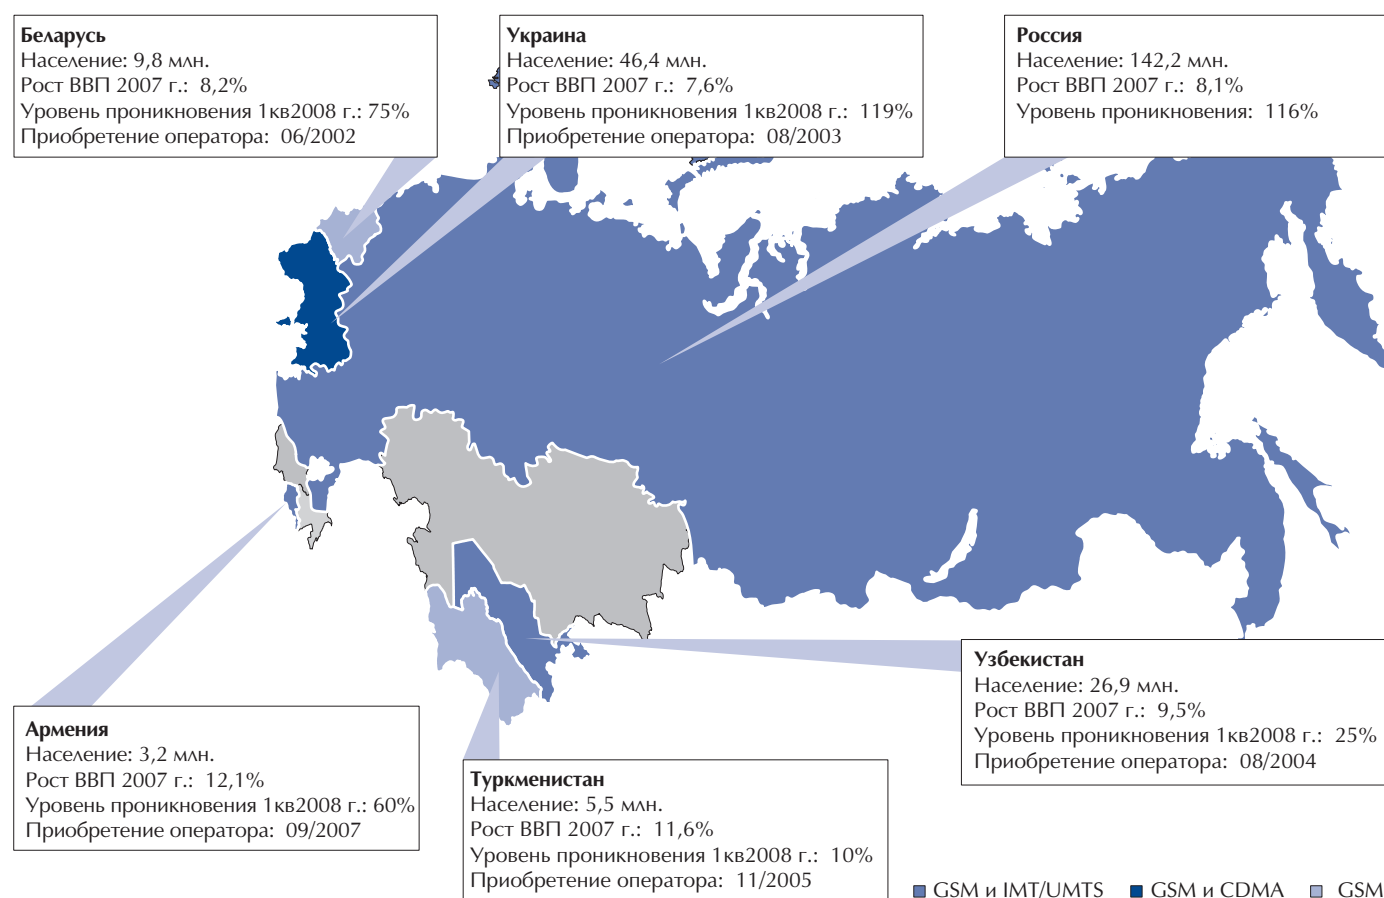 Беларусь
Население: 9,8 млн.
Рост ВВП 2007 г.: 8,2%
Уровень проникновения 1кв2008 г.: 75%
Приобретение оператора: 06/2002
Украина
Население: 46,4 млн.
Рост ВВП 2007 г.: 7,6%
Уровень проникновения 1кв2008 г.: 119%
Приобретение оператора: 08/2003
Россия
Население: 142,2 млн.
Рост ВВП 2007 г.: 8,1%
Уровень проникновения: 116%
Армения
Население: 3,2 млн.
Рост ВВП 2007 г.: 12,1%
Уровень проникновения 1кв2008 г.: 60%
Приобретение оператора: 09/2007
Туркменистан
Население: 5,5 млн.
Рост ВВП 2007 г.: 11,6%
Уровень проникновения 1кв2008 г.: 10%
Приобретение оператора: 11/2005
Узбекистан
Население: 26,9 млн.
Рост ВВП 2007 г.: 9,5%
Уровень проникновения 1кв2008 г.: 25%
Приобретение оператора: 08/2004
GSM и IMT/UMTS GSM и CDMA GSM